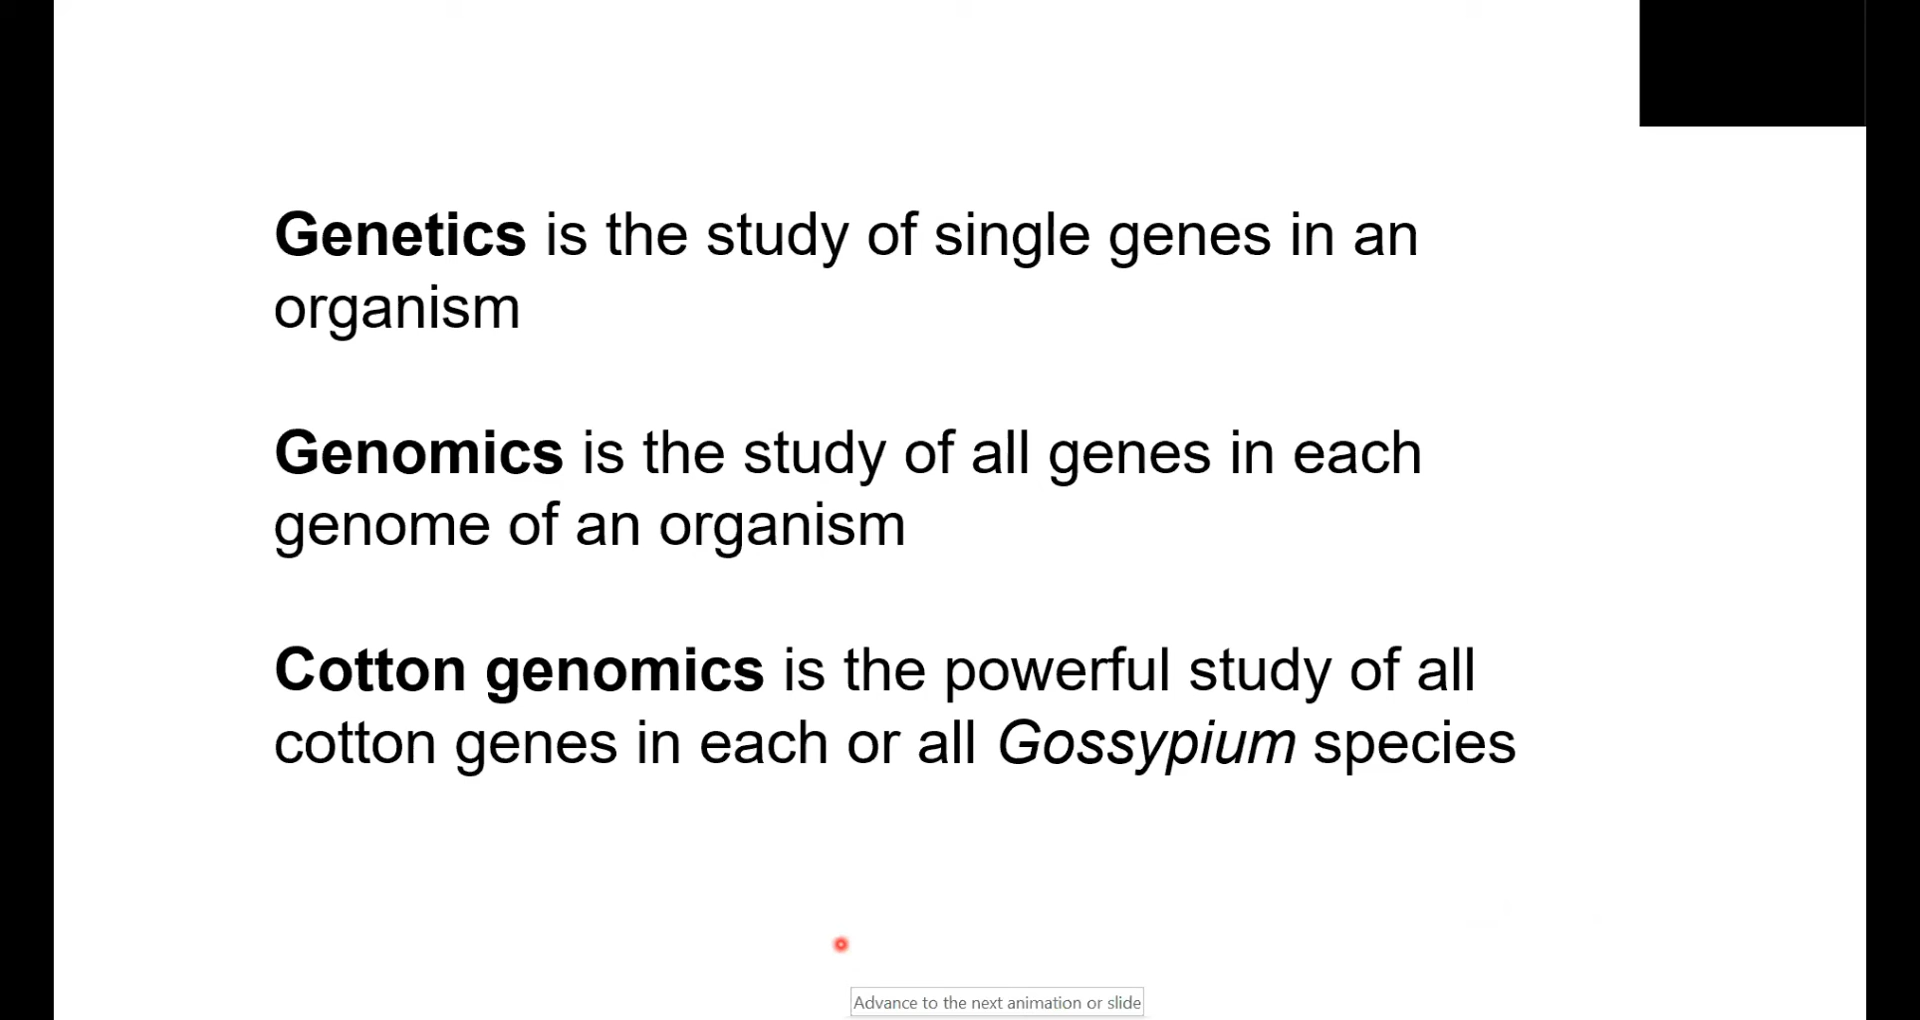 Genetics is the study of single genes in an
organism
Genomics is the study of all genes in each
genome of an organism
Cotton genomics is the powerful study of all
cotton genes in each or all Gossypium species
Advance to the next animation or slide